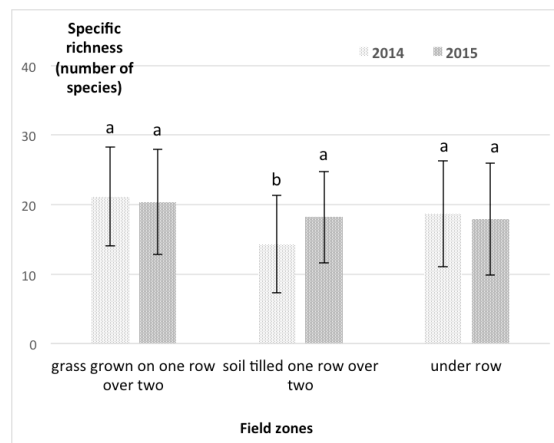 Specific
richness
(number of
species)
2014 2015
40
30
20
10
0
a a b a a a
grass grown on one row
over two
soil tilled one row over
two
under row
Field zones